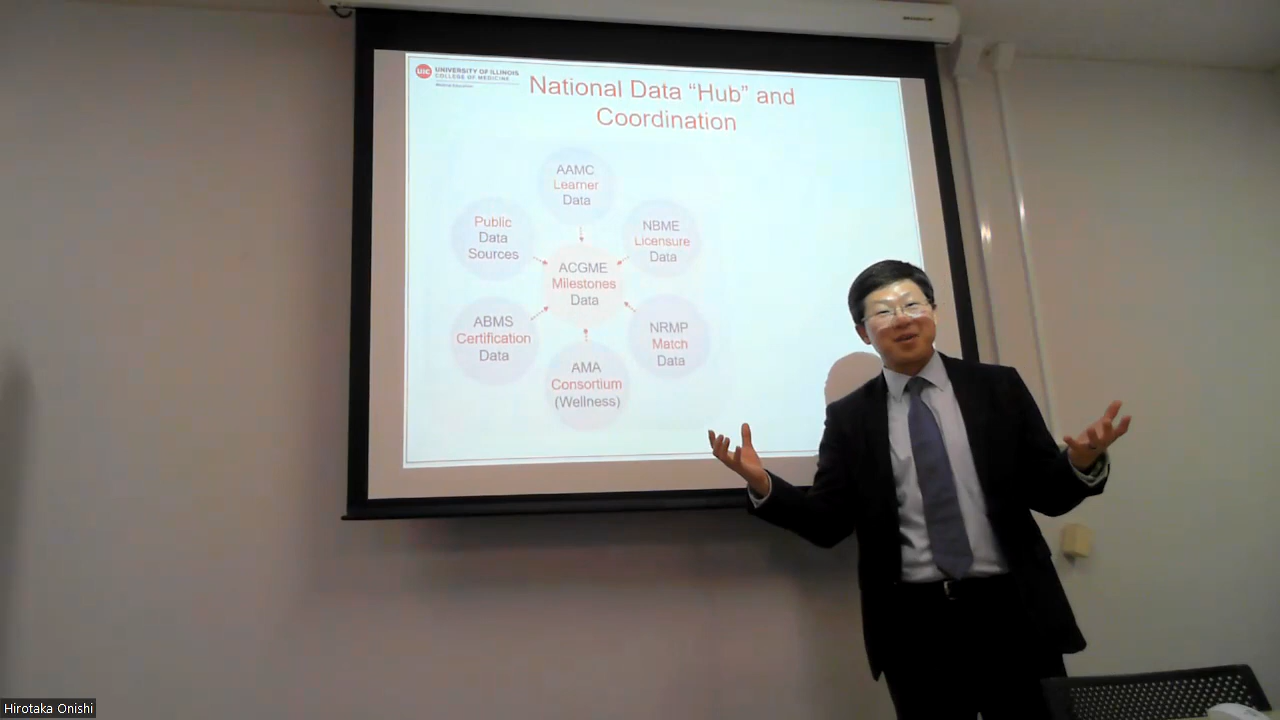 UIC
UNIVERSITY OF ILLINOIS
COLLEGE OF MEDICINE
Medical Education
National Data “Hub” and
Coordination
AAMC
Learner
Data
Public
Data
Sources
NBME
Licensure
Data
ACGME
Milestones
Data
ABMS
Certification
Data
NRMP
Match
Data
AMA
Consortium
(Wellness)
Hirotaka Onishi